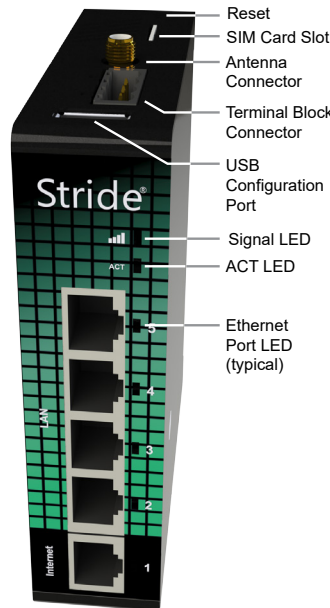 Reset
SIM Card Slot
Antenna
Connector
Terminal Block
Connector
USB
Configuration
Port
Stride®
Signal LED
ACT
ACT LED
Ethernet
Port LED
(typical)
5
4
LAN
3
2
Internet
1